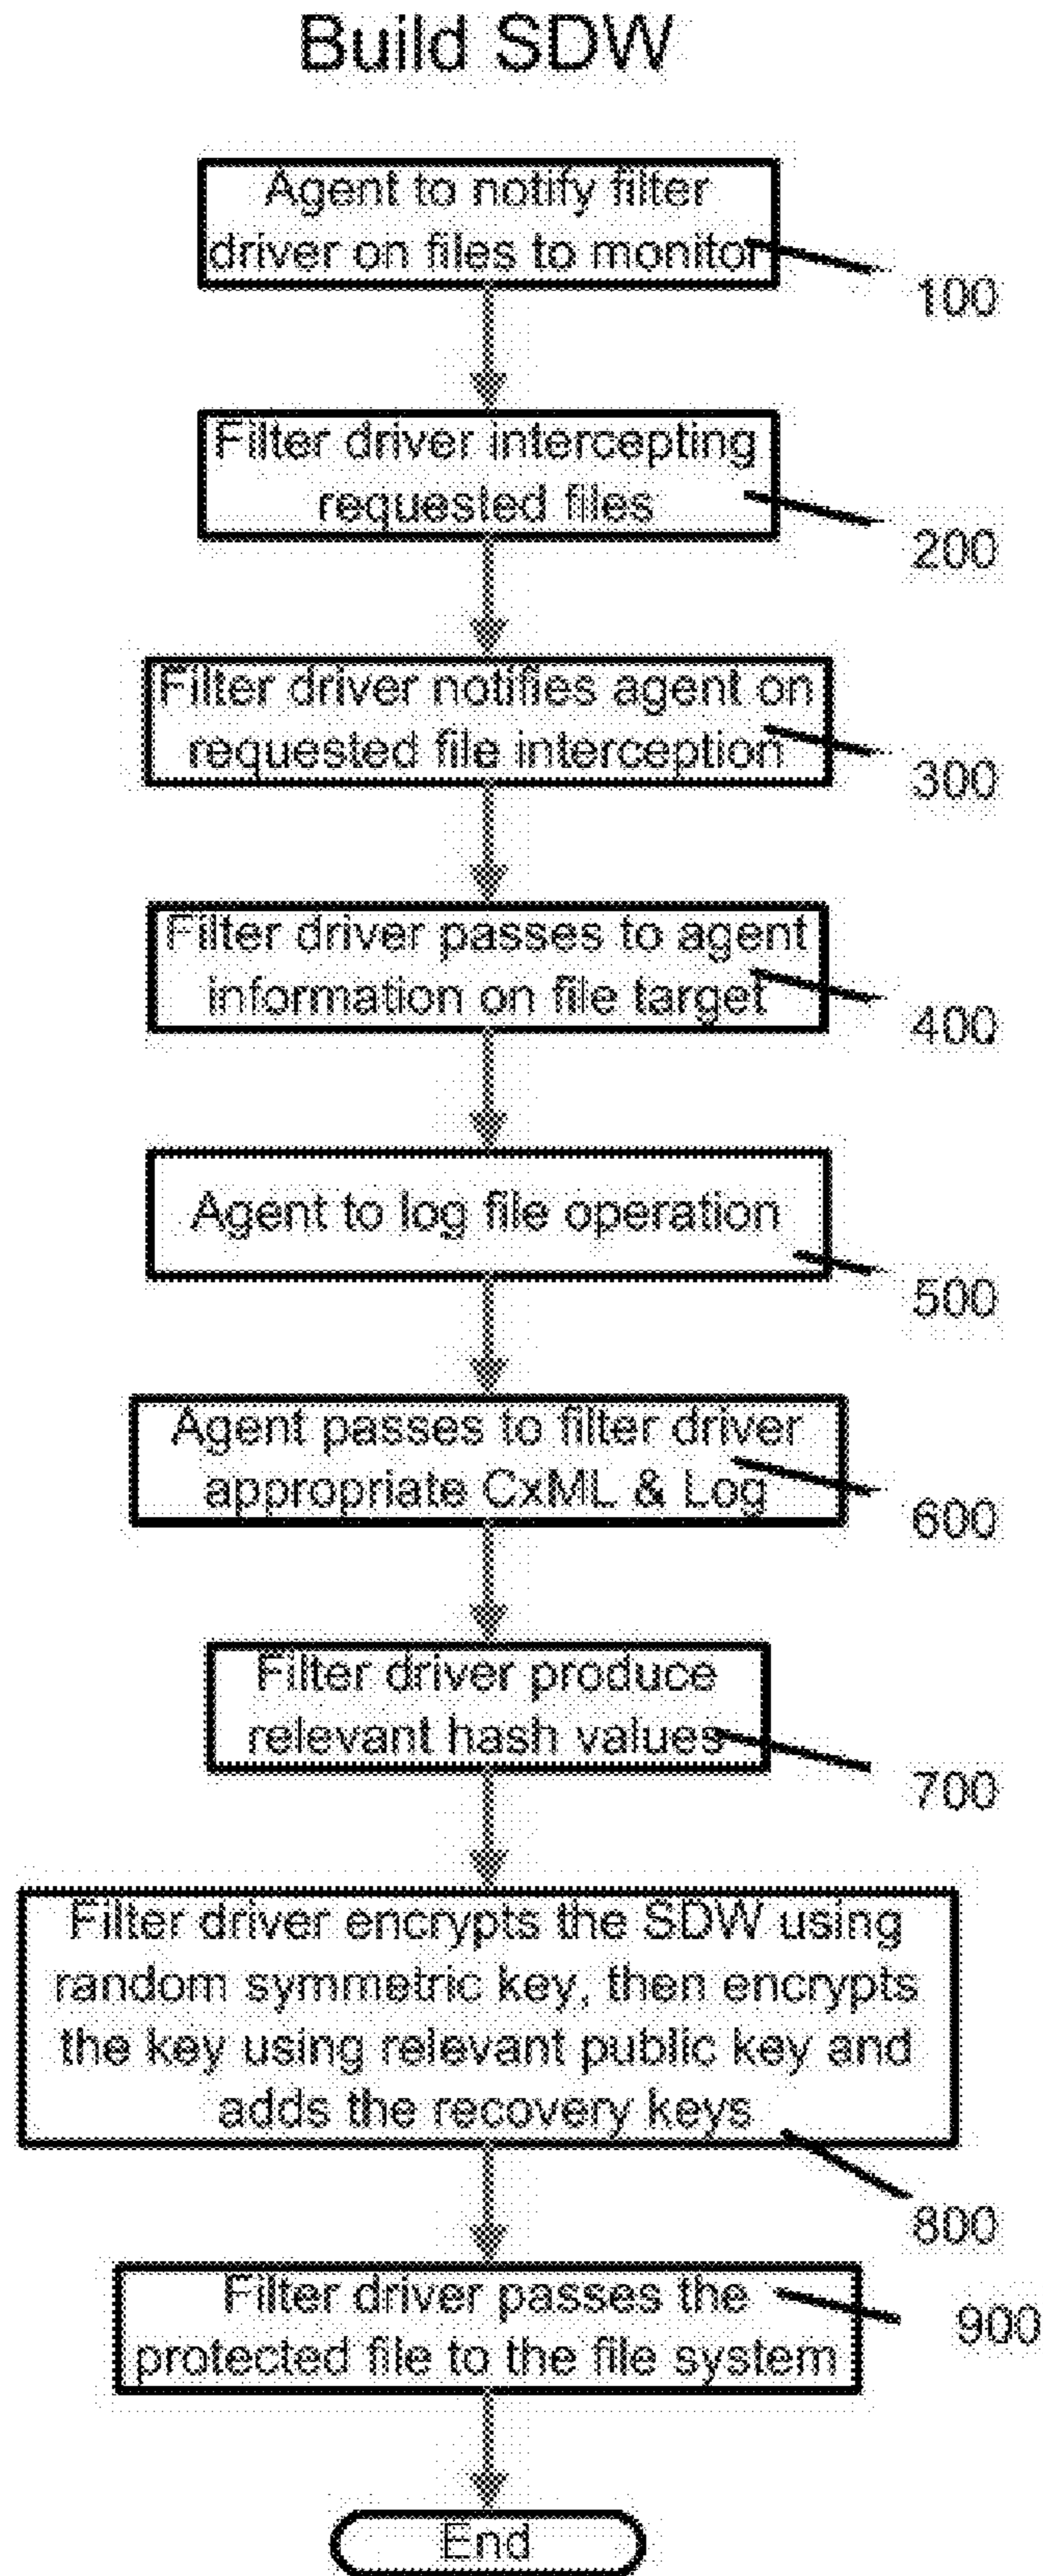 Build SDW
Agent to notify filter
driver on files to monitor
100
Filter driver intercepting
requested files
200
Filter driver notifies agent on
requested file interception
300
Filter driver passes to agent
information on file target
400
Agent to log file operation
500
Agent passes to filter driver
appropriate CxML & Log
600
Filter driver produce
relevant hash values
700
Filter driver encrypts the SDW using
random symmetric key, then encrypts
the key using relevant public key and
adds the recovery keys
800
Filter driver passes the
protected file to the file system
900
End